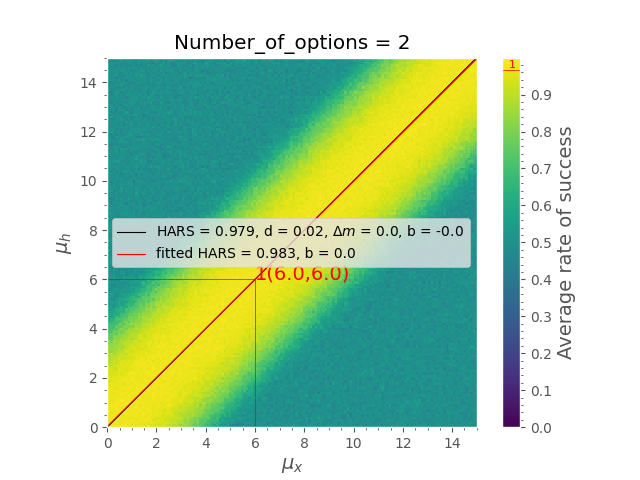 Number_of_options = 2
14
12
10
8
6
4
2
0
μh
0 2 4 6 8 10 12 14
μx
HARS = 0.979, d = 0.02, Δm = 0.0, b = -0.0
fitted HARS = 0.983, b = 0.0
1(6.0,6.0)
1
0.9
0.8
0.7
0.6
0.5
0.4
0.3
0.2
0.1
0.0
Average rate of success